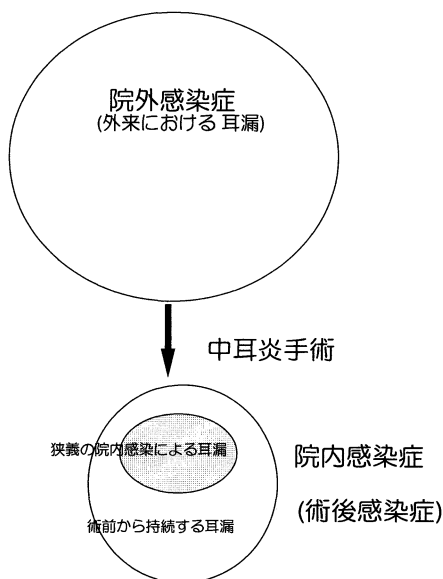 院外感染症
(外来における 耳漏)
中耳炎手術
狭義の院内感染による耳漏
院内感染症
(術後感染症)
術前から持続する耳漏